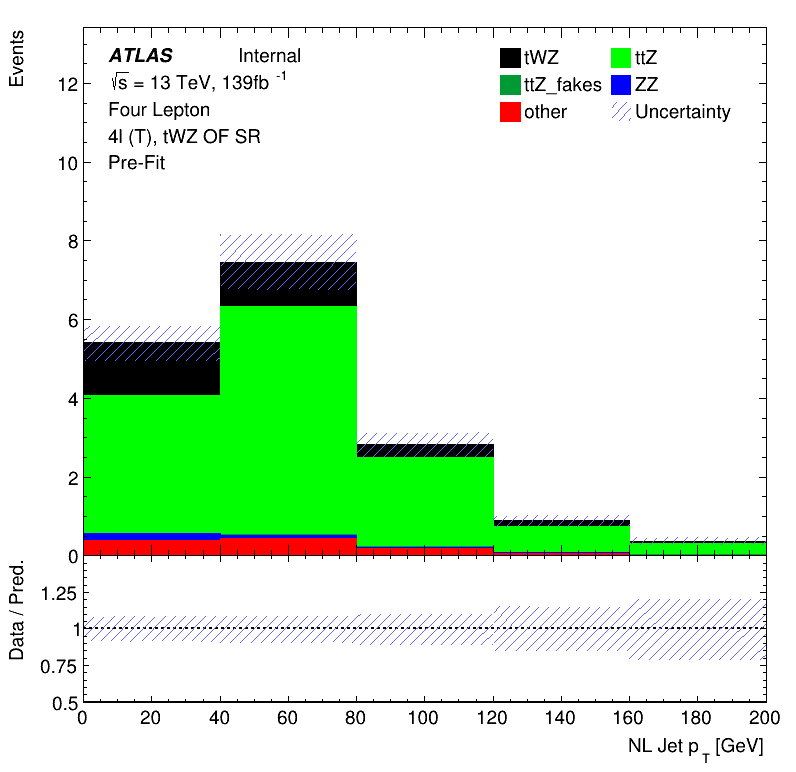 Events
ATLAS Internal
√s = 13 TeV, 139fb -1
Four Lepton
4l (T), tWZ OF SR
Pre-Fit
tWZ ttZ
ttZ_fakes ZZ
other Uncertainty
12
10
8
6
4
2
0
Data / Pred.
1.25
1
0.75
0.5
0 20 40 60 80 100 120 140 160 180 200
NL Jet p T [GeV]